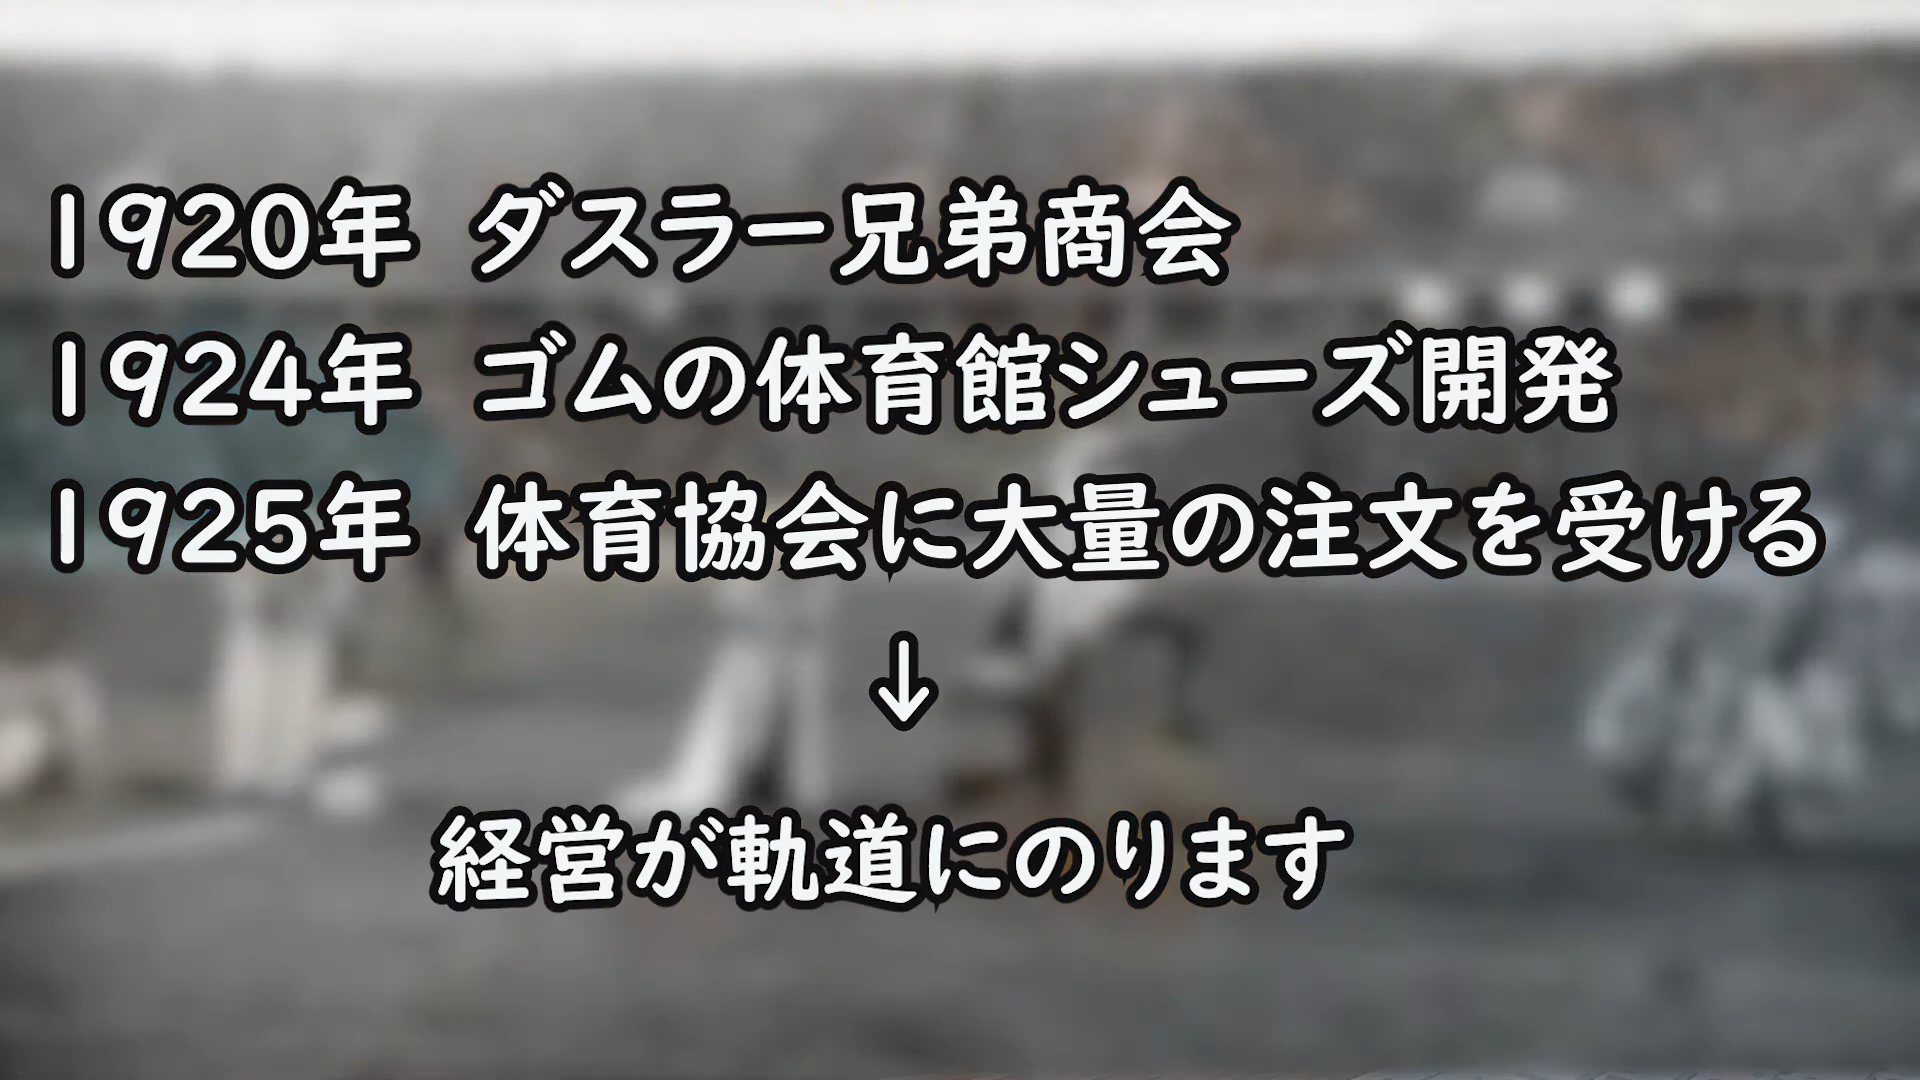 1920年　ダスラー兄弟商会
1924年　ゴムの体育館シューズ開発
1925年　体育協会に大量の注文を受ける
↓
経営が軌道にのります